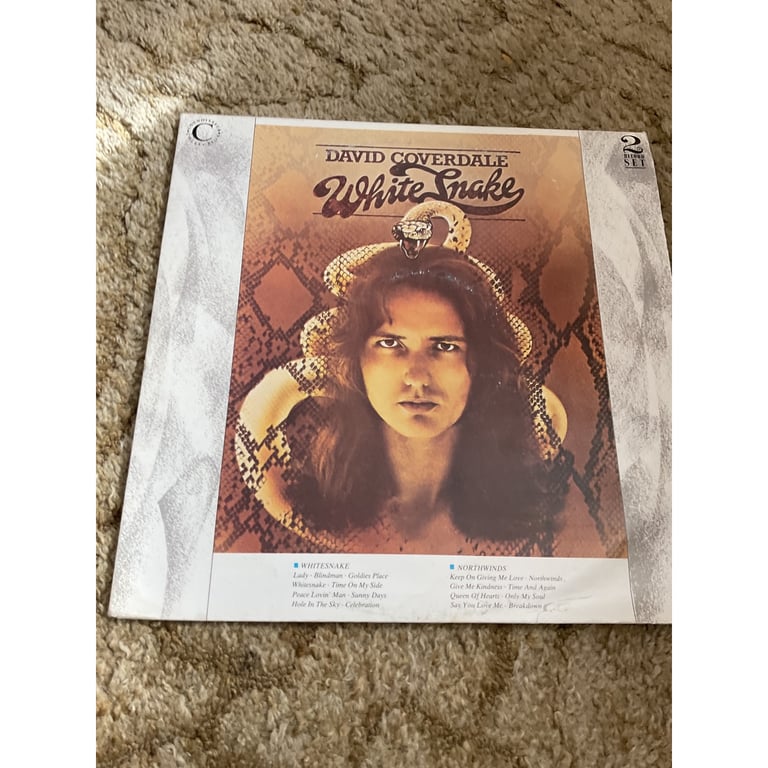 C
2
RECORD
SET
DAVID COVERDALE
White Snake
WHITESNAKE
Lady · Blindman · Goldies Place
Whitesnake · Time On My Side
Peace Lovin' Man · Sunny Days
Hole In The Sky · Celebration
NORTHWINDS
Keep On Giving Me Love · Northwinds
Give Me Kindness · Time And Again
Queen Of Hearts · Only My Soul
Say You Love Me · Breakdown